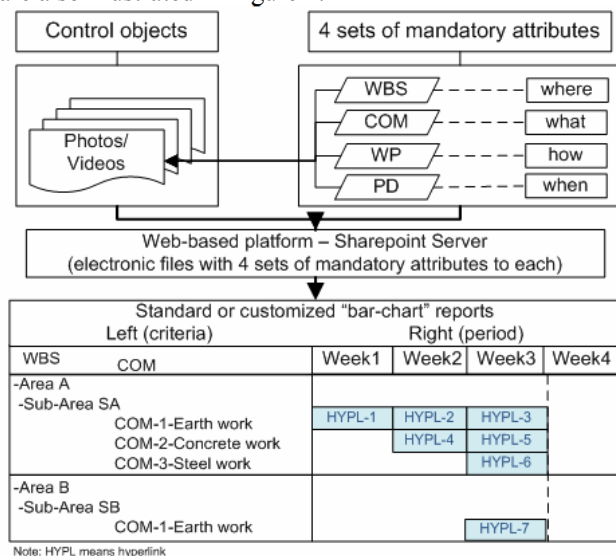 Control objects
4 sets of mandatory attributes
Photos/
Videos
WBS
where
COM
what
WP
how
PD
when
Web-based platform – Sharepoint Server
(electronic files with 4 sets of mandatory attributes to each)
Standard or customized "bar-chart" reports
Left (criteria) Right (period)
WBS COM Week1 Week2 Week3 Week4
-Area A
-Sub-Area SA
COM-1-Earth work HYPL-1 HYPL-2 HYPL-3
COM-2-Concrete work HYPL-4 HYPL-5
COM-3-Steel work HYPL-6
-Area B
-Sub-Area SB
COM-1-Earth work HYPL-7
Note: HYPL means hyperlink